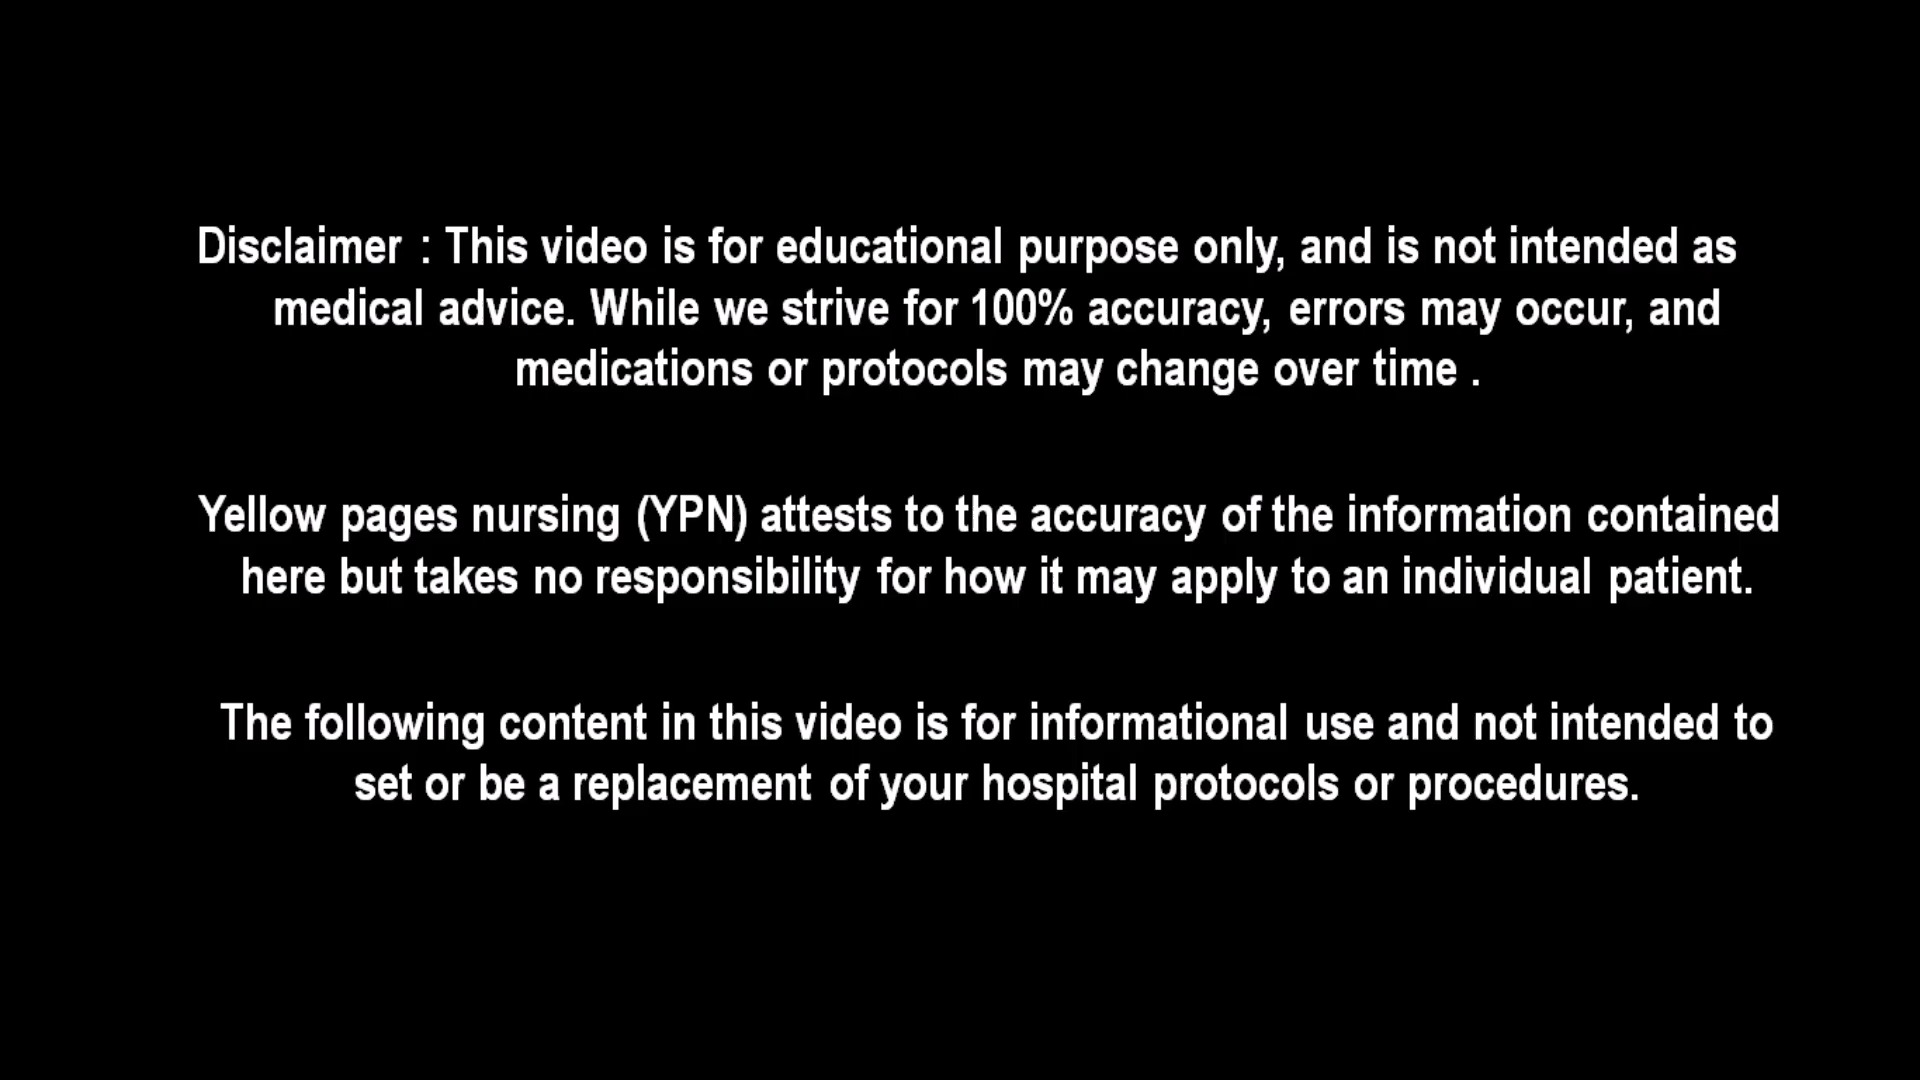 Disclaimer : This video is for educational purpose only, and is not intended as
medical advice. While we strive for 100% accuracy, errors may occur, and
medications or protocols may change over time .
Yellow pages nursing (YPN) attests to the accuracy of the information contained
here but takes no responsibility for how it may apply to an individual patient.
The following content in this video is for informational use and not intended to
set or be a replacement of your hospital protocols or procedures.